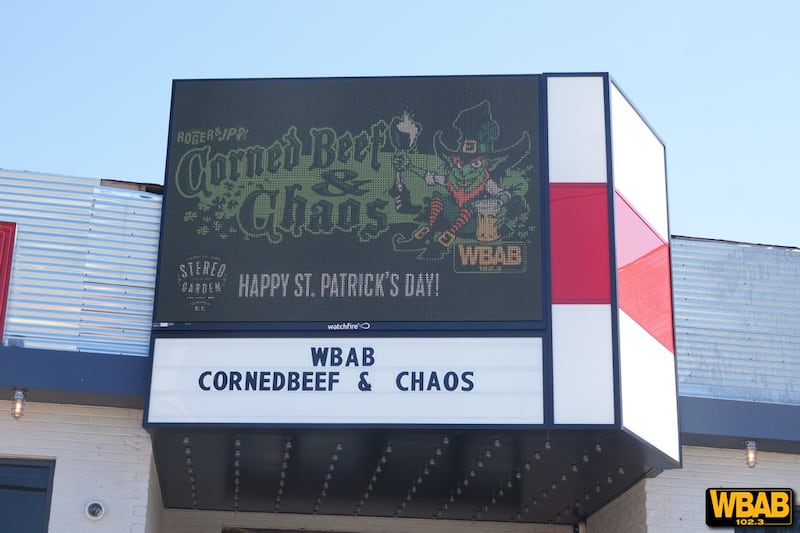 ROGER & JP'S
Corned Beef
&
Chaos
WBAB
102.3
STEREO
GARDEN
N.Y.
HAPPY ST. PATRICK'S DAY!
watchfire
WBAB
CORNEDBEEF & CHAOS
WBAB
102.3